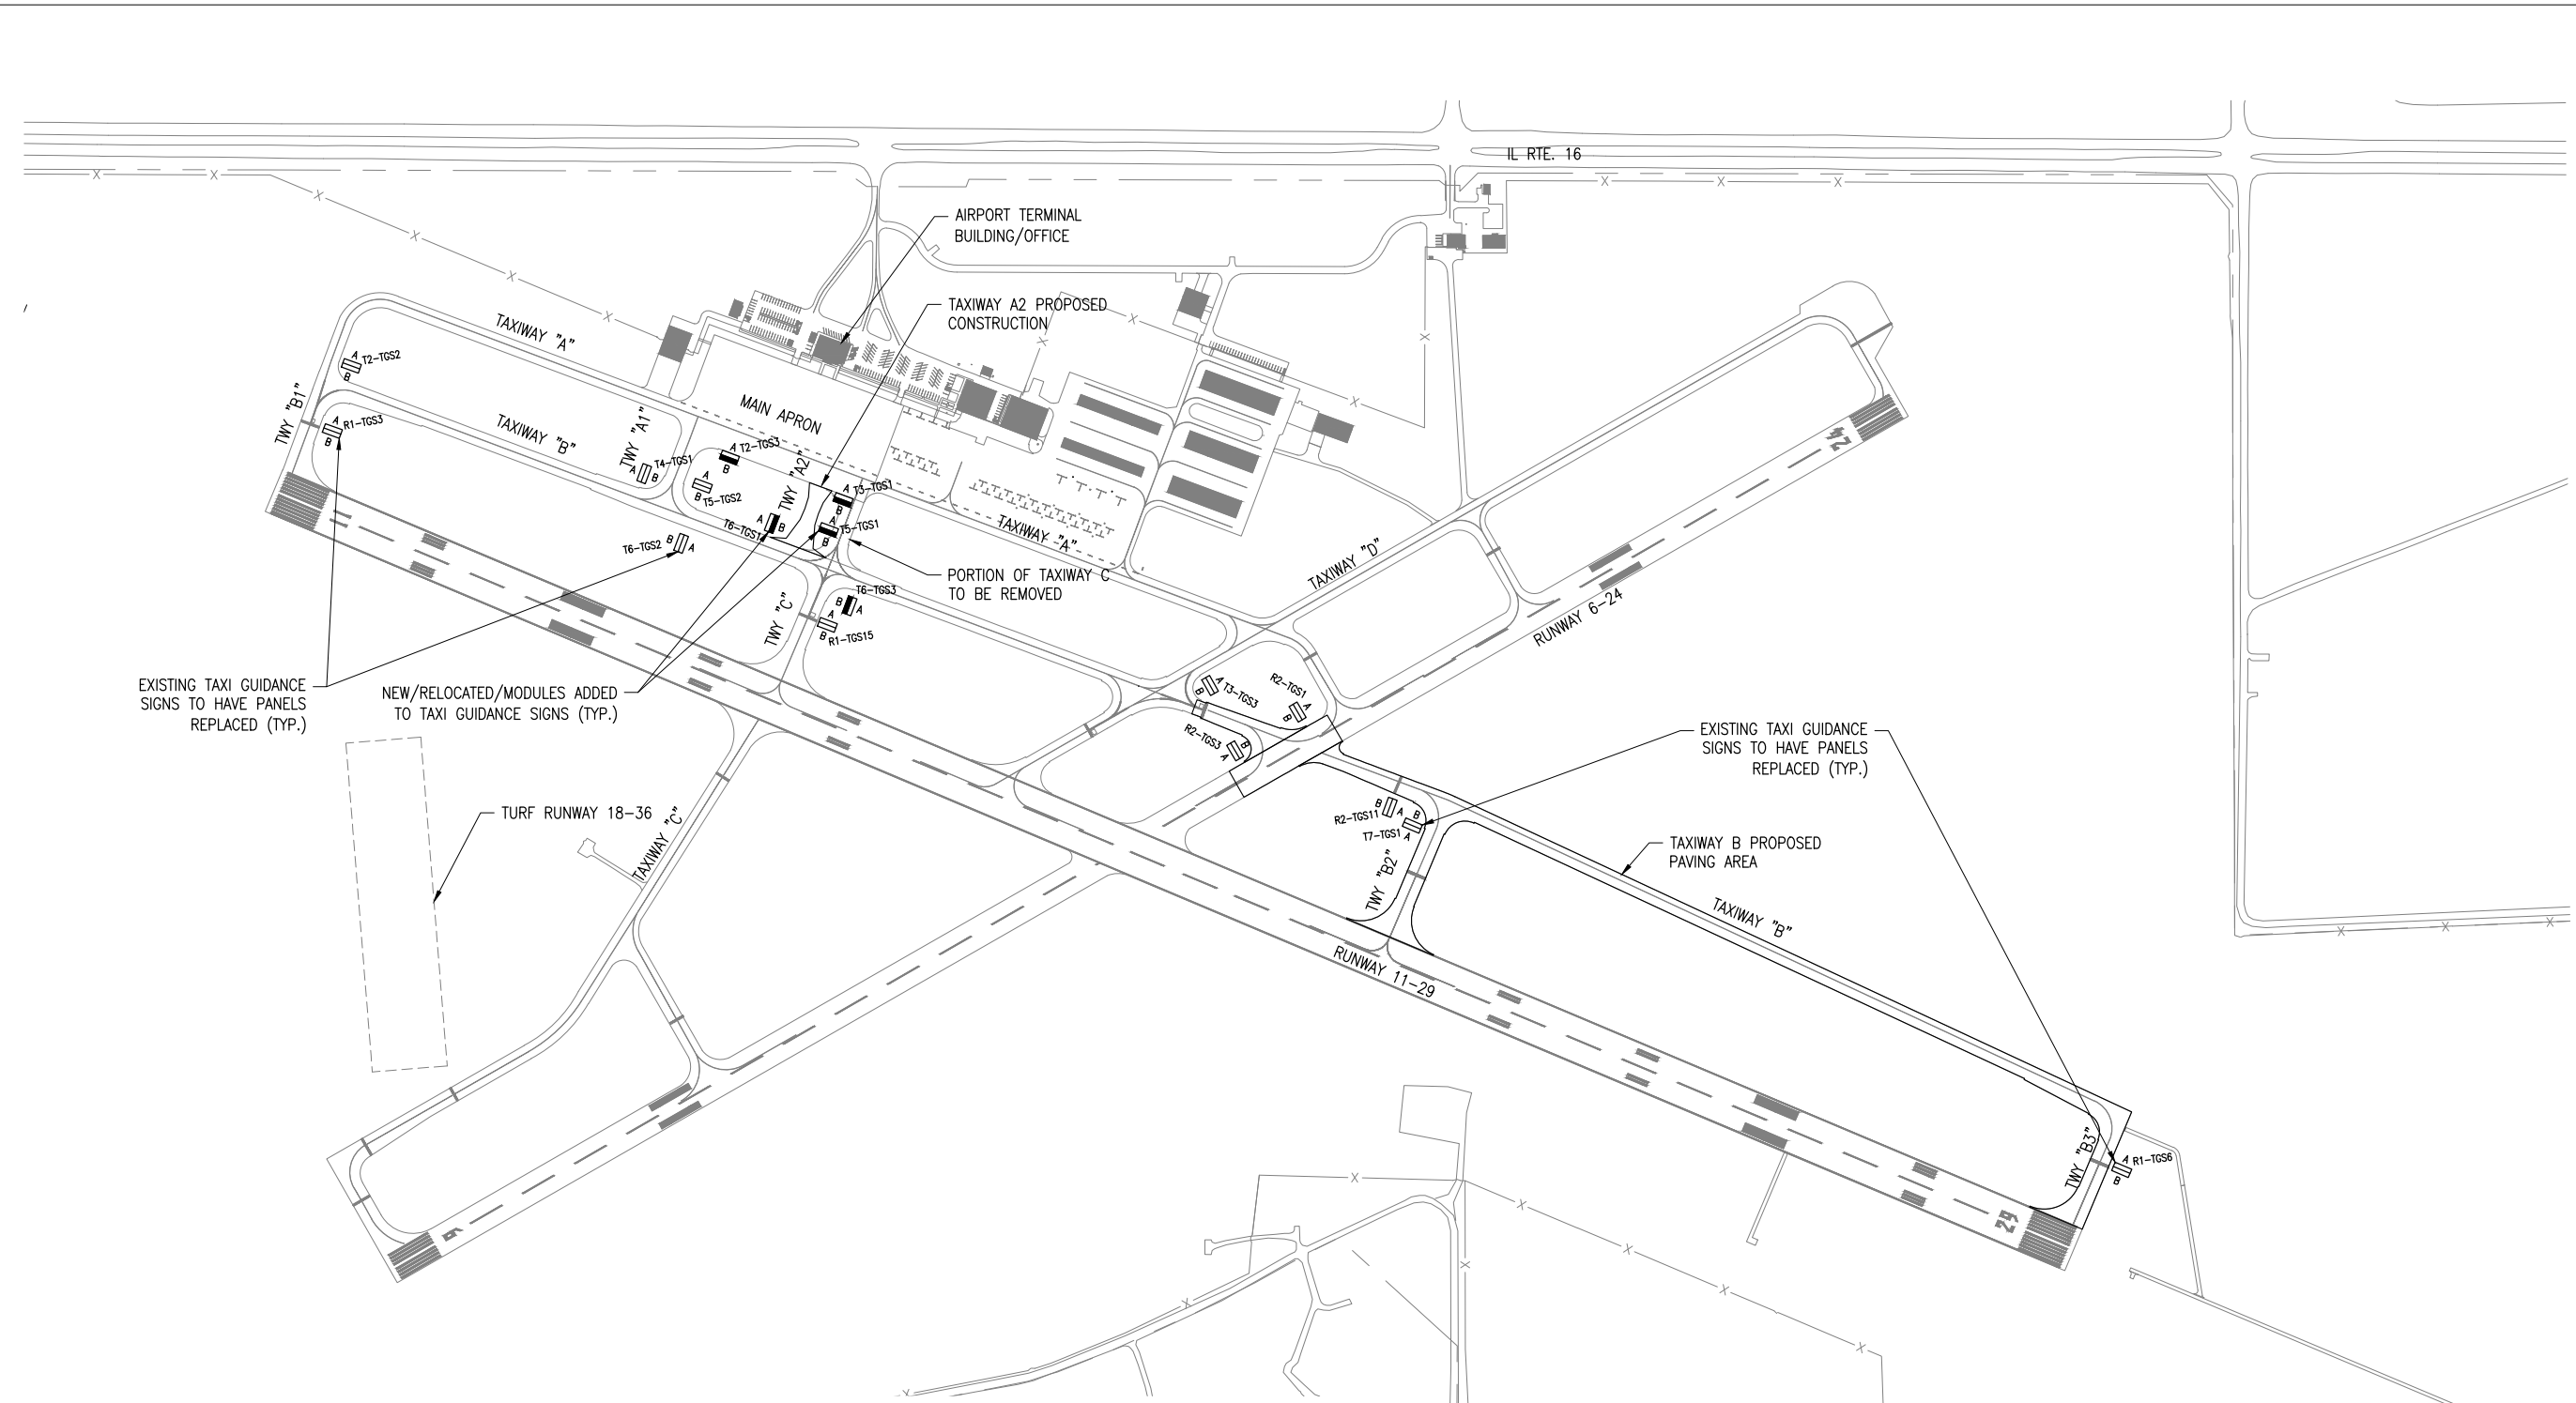 IL RTE. 16
AIRPORT TERMINAL
BUILDING/OFFICE
TAXIWAY A2 PROPOSED
CONSTRUCTION
TAXIWAY "A"
A
T2-TGS2
B
TWY "B1"
A
R1-TGS3
B
TAXIWAY "B"
MAIN APRON
TWY "A1"
A
T4-TGS1
B
A
T2-TGS3
B
A
T5-TGS2
B
TWY "A2"
A
T3-TGS1
B
A
T6-TGS1
B
A
T5-TGS1
B
T6-TGS2
B
A
TAXIWAY "A"
PORTION OF TAXIWAY C
TO BE REMOVED
TWY "C"
T6-TGS3
B
A
A
R1-TGS15
B
TAXIWAY "D"
RUNWAY 6-24
24
EXISTING TAXI GUIDANCE
SIGNS TO HAVE PANELS
REPLACED (TYP.)
NEW/RELOCATED/MODULES ADDED
TO TAXI GUIDANCE SIGNS (TYP.)
A
T3-TGS3
B
R2-TGS1
A
B
R2-TGS3
B
A
EXISTING TAXI GUIDANCE
SIGNS TO HAVE PANELS
REPLACED (TYP.)
TURF RUNWAY 18-36
TAXIWAY "C"
R2-TGS11
B
A
T7-TGS1
B
A
TWY "B2"
TAXIWAY B PROPOSED
PAVING AREA
TAXIWAY "B"
RUNWAY 11-29
TWY "B3"
A
R1-TGS6
B
29
6